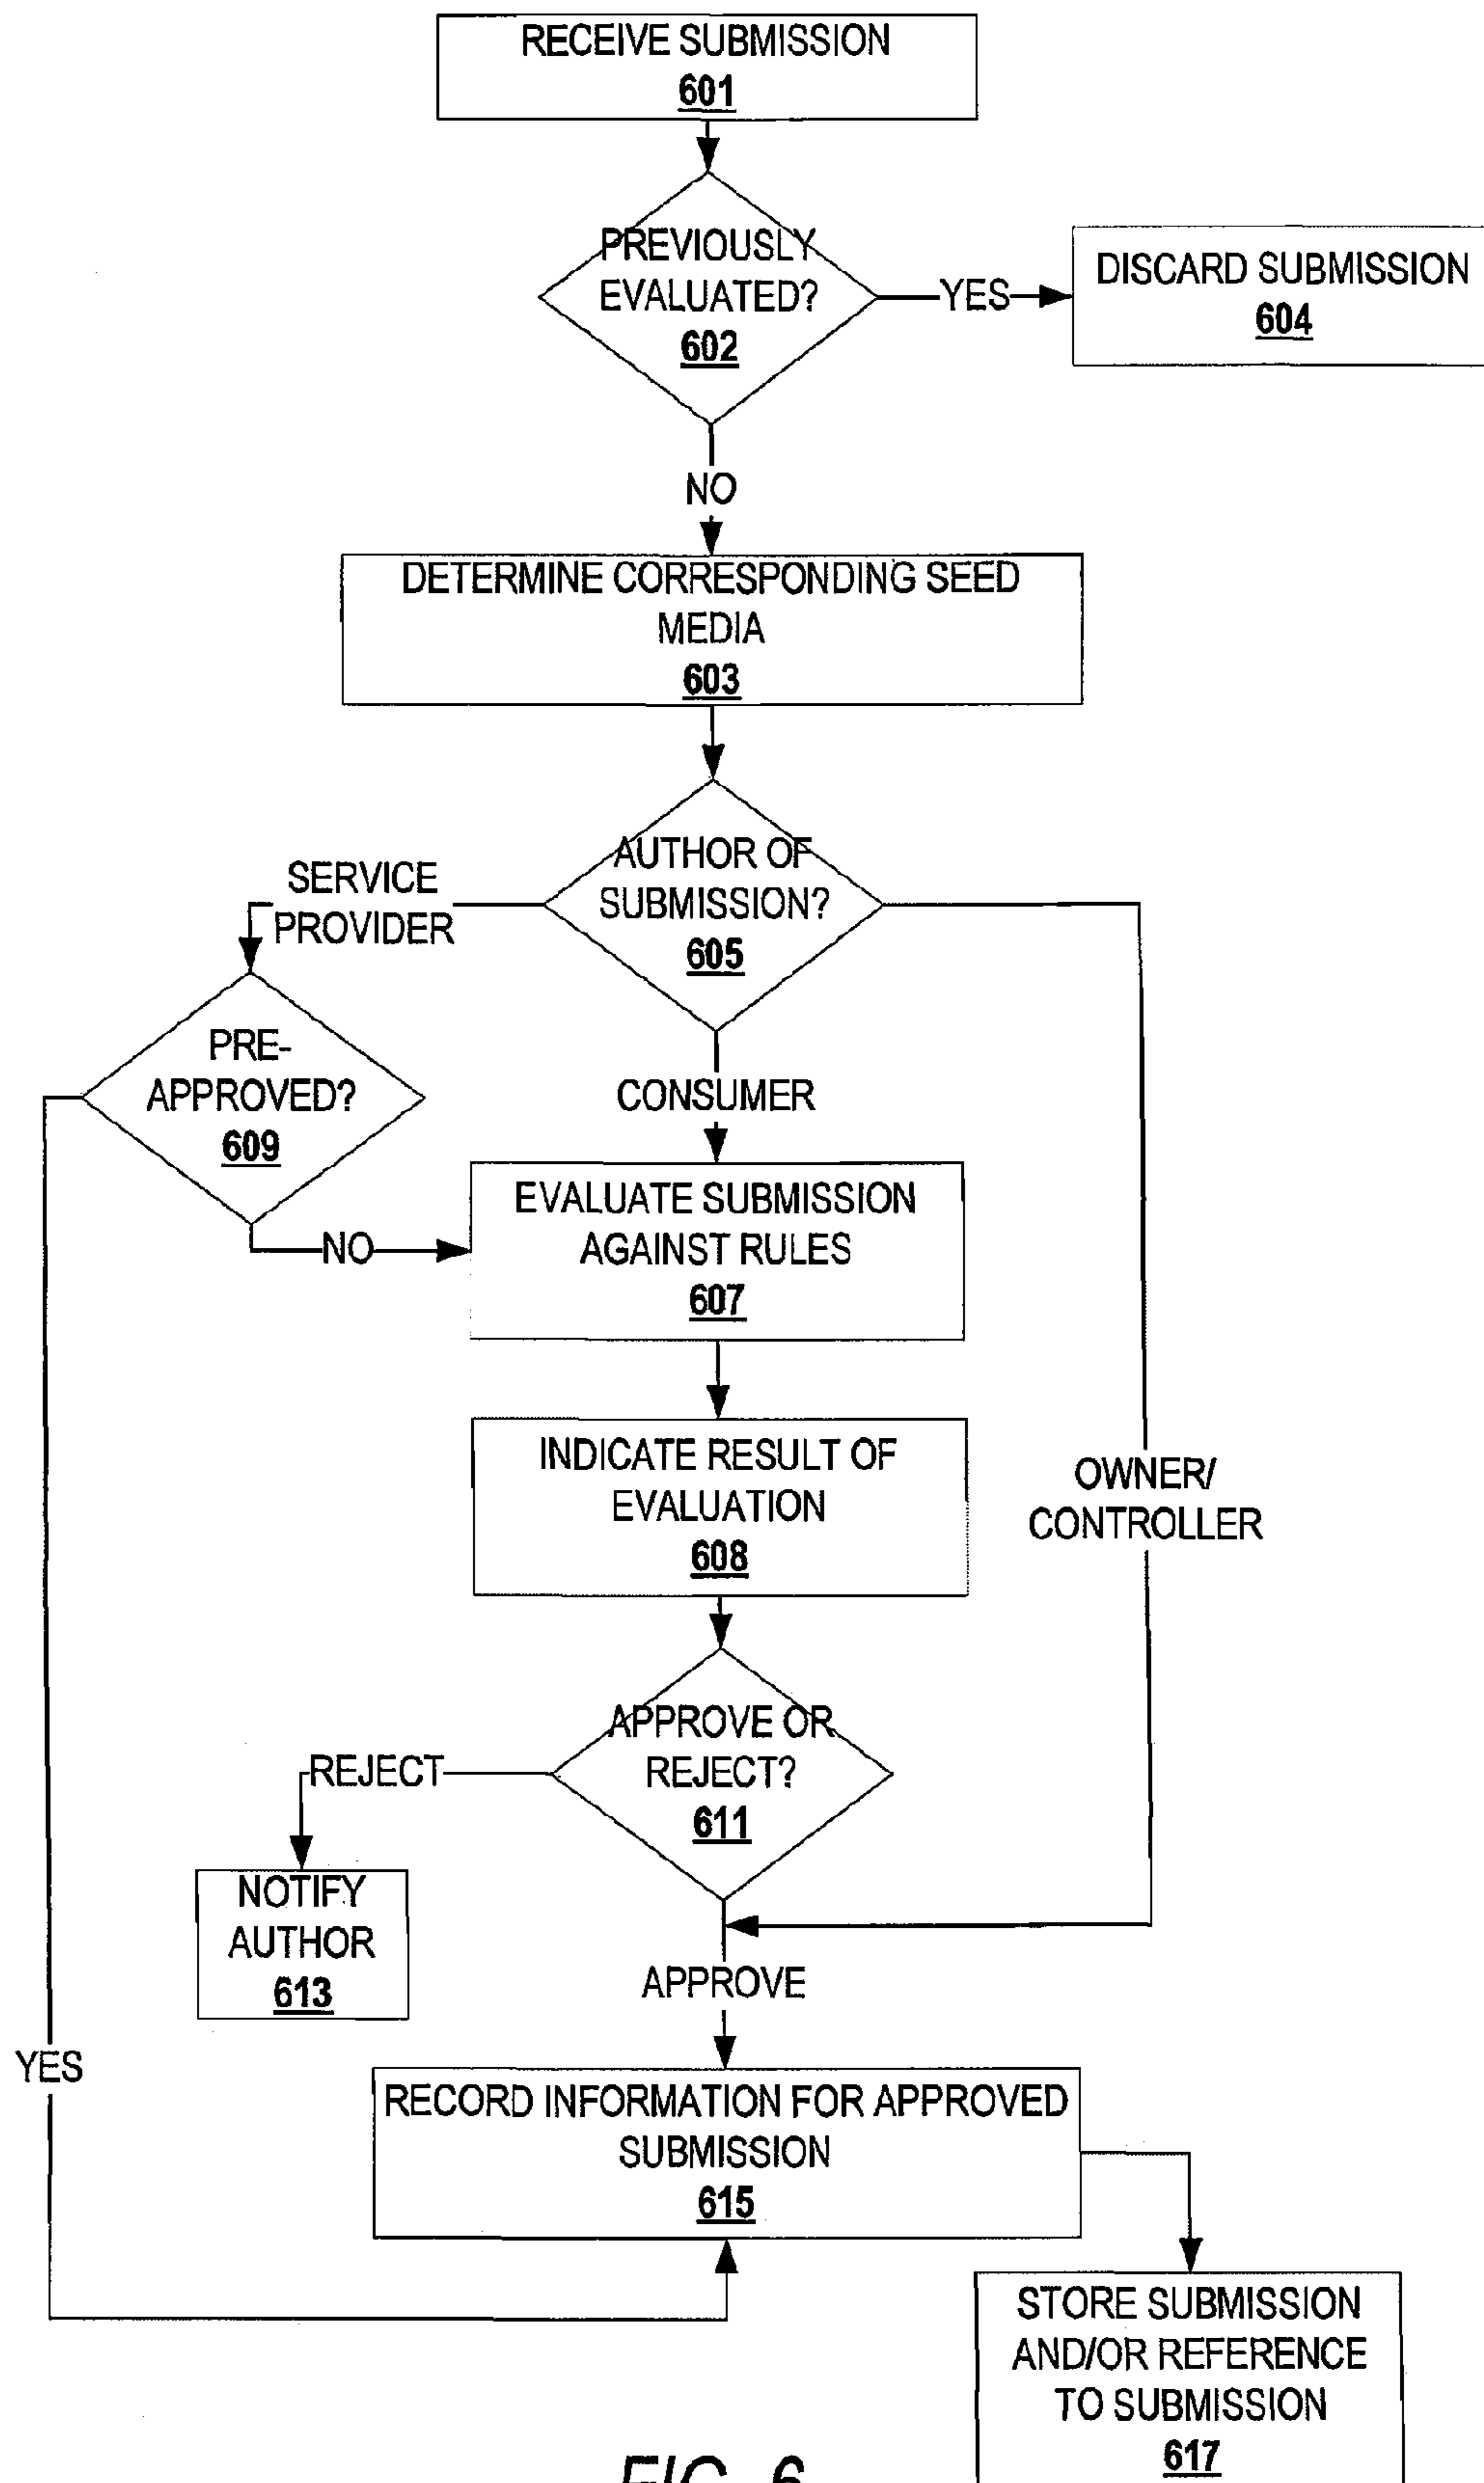 RECEIVE SUBMISSION
601
PREVIOUSLY
EVALUATED?
602
YES
DISCARD SUBMISSION
604
NO
DETERMINE CORRESPONDING SEED
MEDIA
603
AUTHOR OF
SUBMISSION?
605
SERVICE
PROVIDER
PRE-
APPROVED?
609
CONSUMER
NO
EVALUATE SUBMISSION
AGAINST RULES
607
INDICATE RESULT OF
EVALUATION
608
OWNER/
CONTROLLER
APPROVE OR
REJECT?
611
REJECT
NOTIFY
AUTHOR
613
APPROVE
YES
RECORD INFORMATION FOR APPROVED
SUBMISSION
615
STORE SUBMISSION
AND/OR REFERENCE
TO SUBMISSION
617
FIG. 6